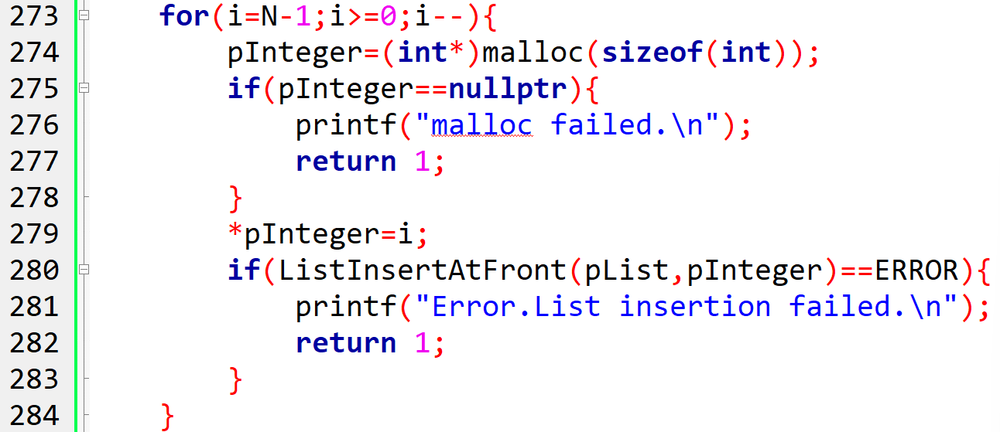 273 for(i=N-1;i>=0;i--){
274 pInteger=(int*)malloc(sizeof(int));
275 if(pInteger==nullptr){
276 printf("malloc failed.\n");
277 return 1;
278 }
279 *pInteger=i;
280 if(ListInsertAtFront(pList,pInteger)==ERROR){
281 printf("Error.List insertion failed.\n");
282 return 1;
283 }
284 }